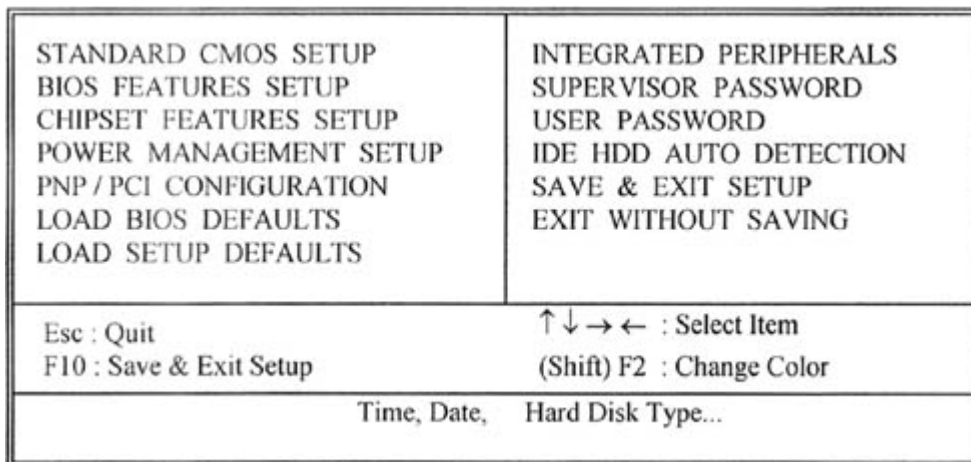 STANDARD CMOS SETUP
BIOS FEATURES SETUP
CHIPSET FEATURES SETUP
POWER MANAGEMENT SETUP
PNP / PCI CONFIGURATION
LOAD BIOS DEFAULTS
LOAD SETUP DEFAULTS
INTEGRATED PERIPHERALS
SUPERVISOR PASSWORD
USER PASSWORD
IDE HDD AUTO DETECTION
SAVE & EXIT SETUP
EXIT WITHOUT SAVING
Esc : Quit
F10 : Save & Exit Setup
↑ ↓ → ← : Select Item
(Shift) F2 : Change Color
Time, Date, Hard Disk Type...